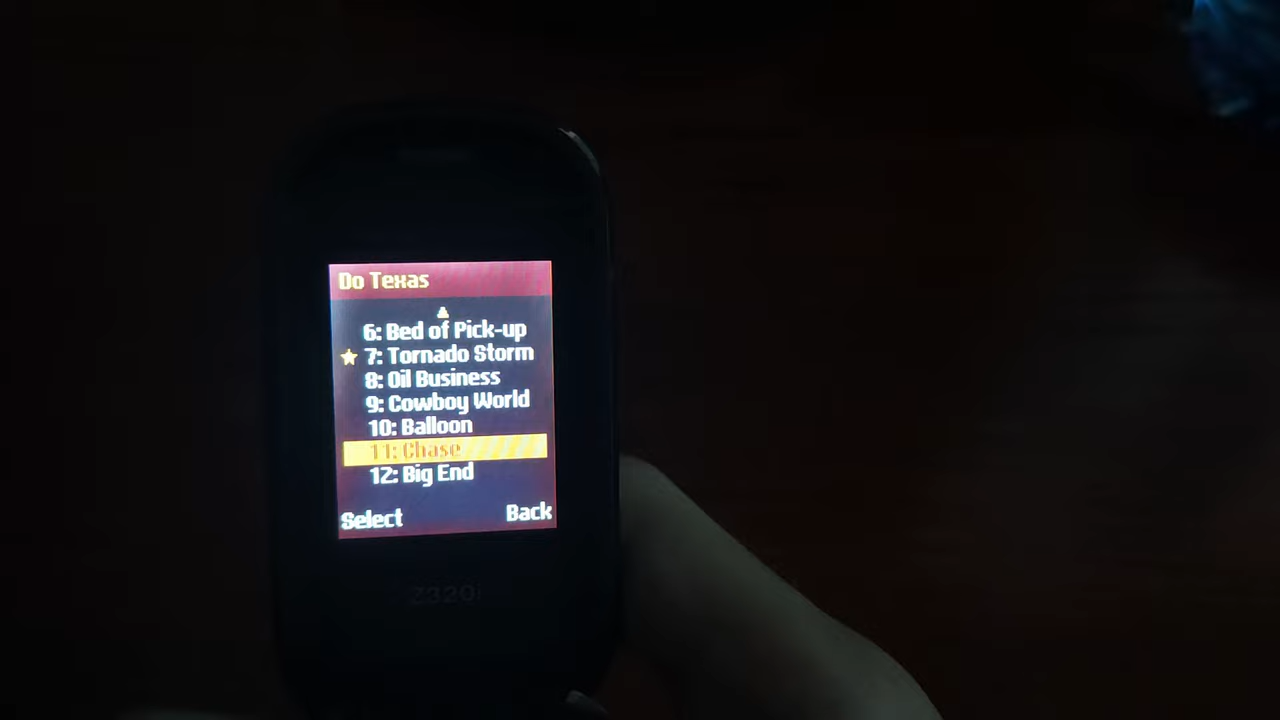 Do Texas
6: Bed of Pick-up
7: Tornado Storm
8: Oil Business
9: Cowboy World
10: Balloon
11: Chase
12: Big End
Select Back
Z320i